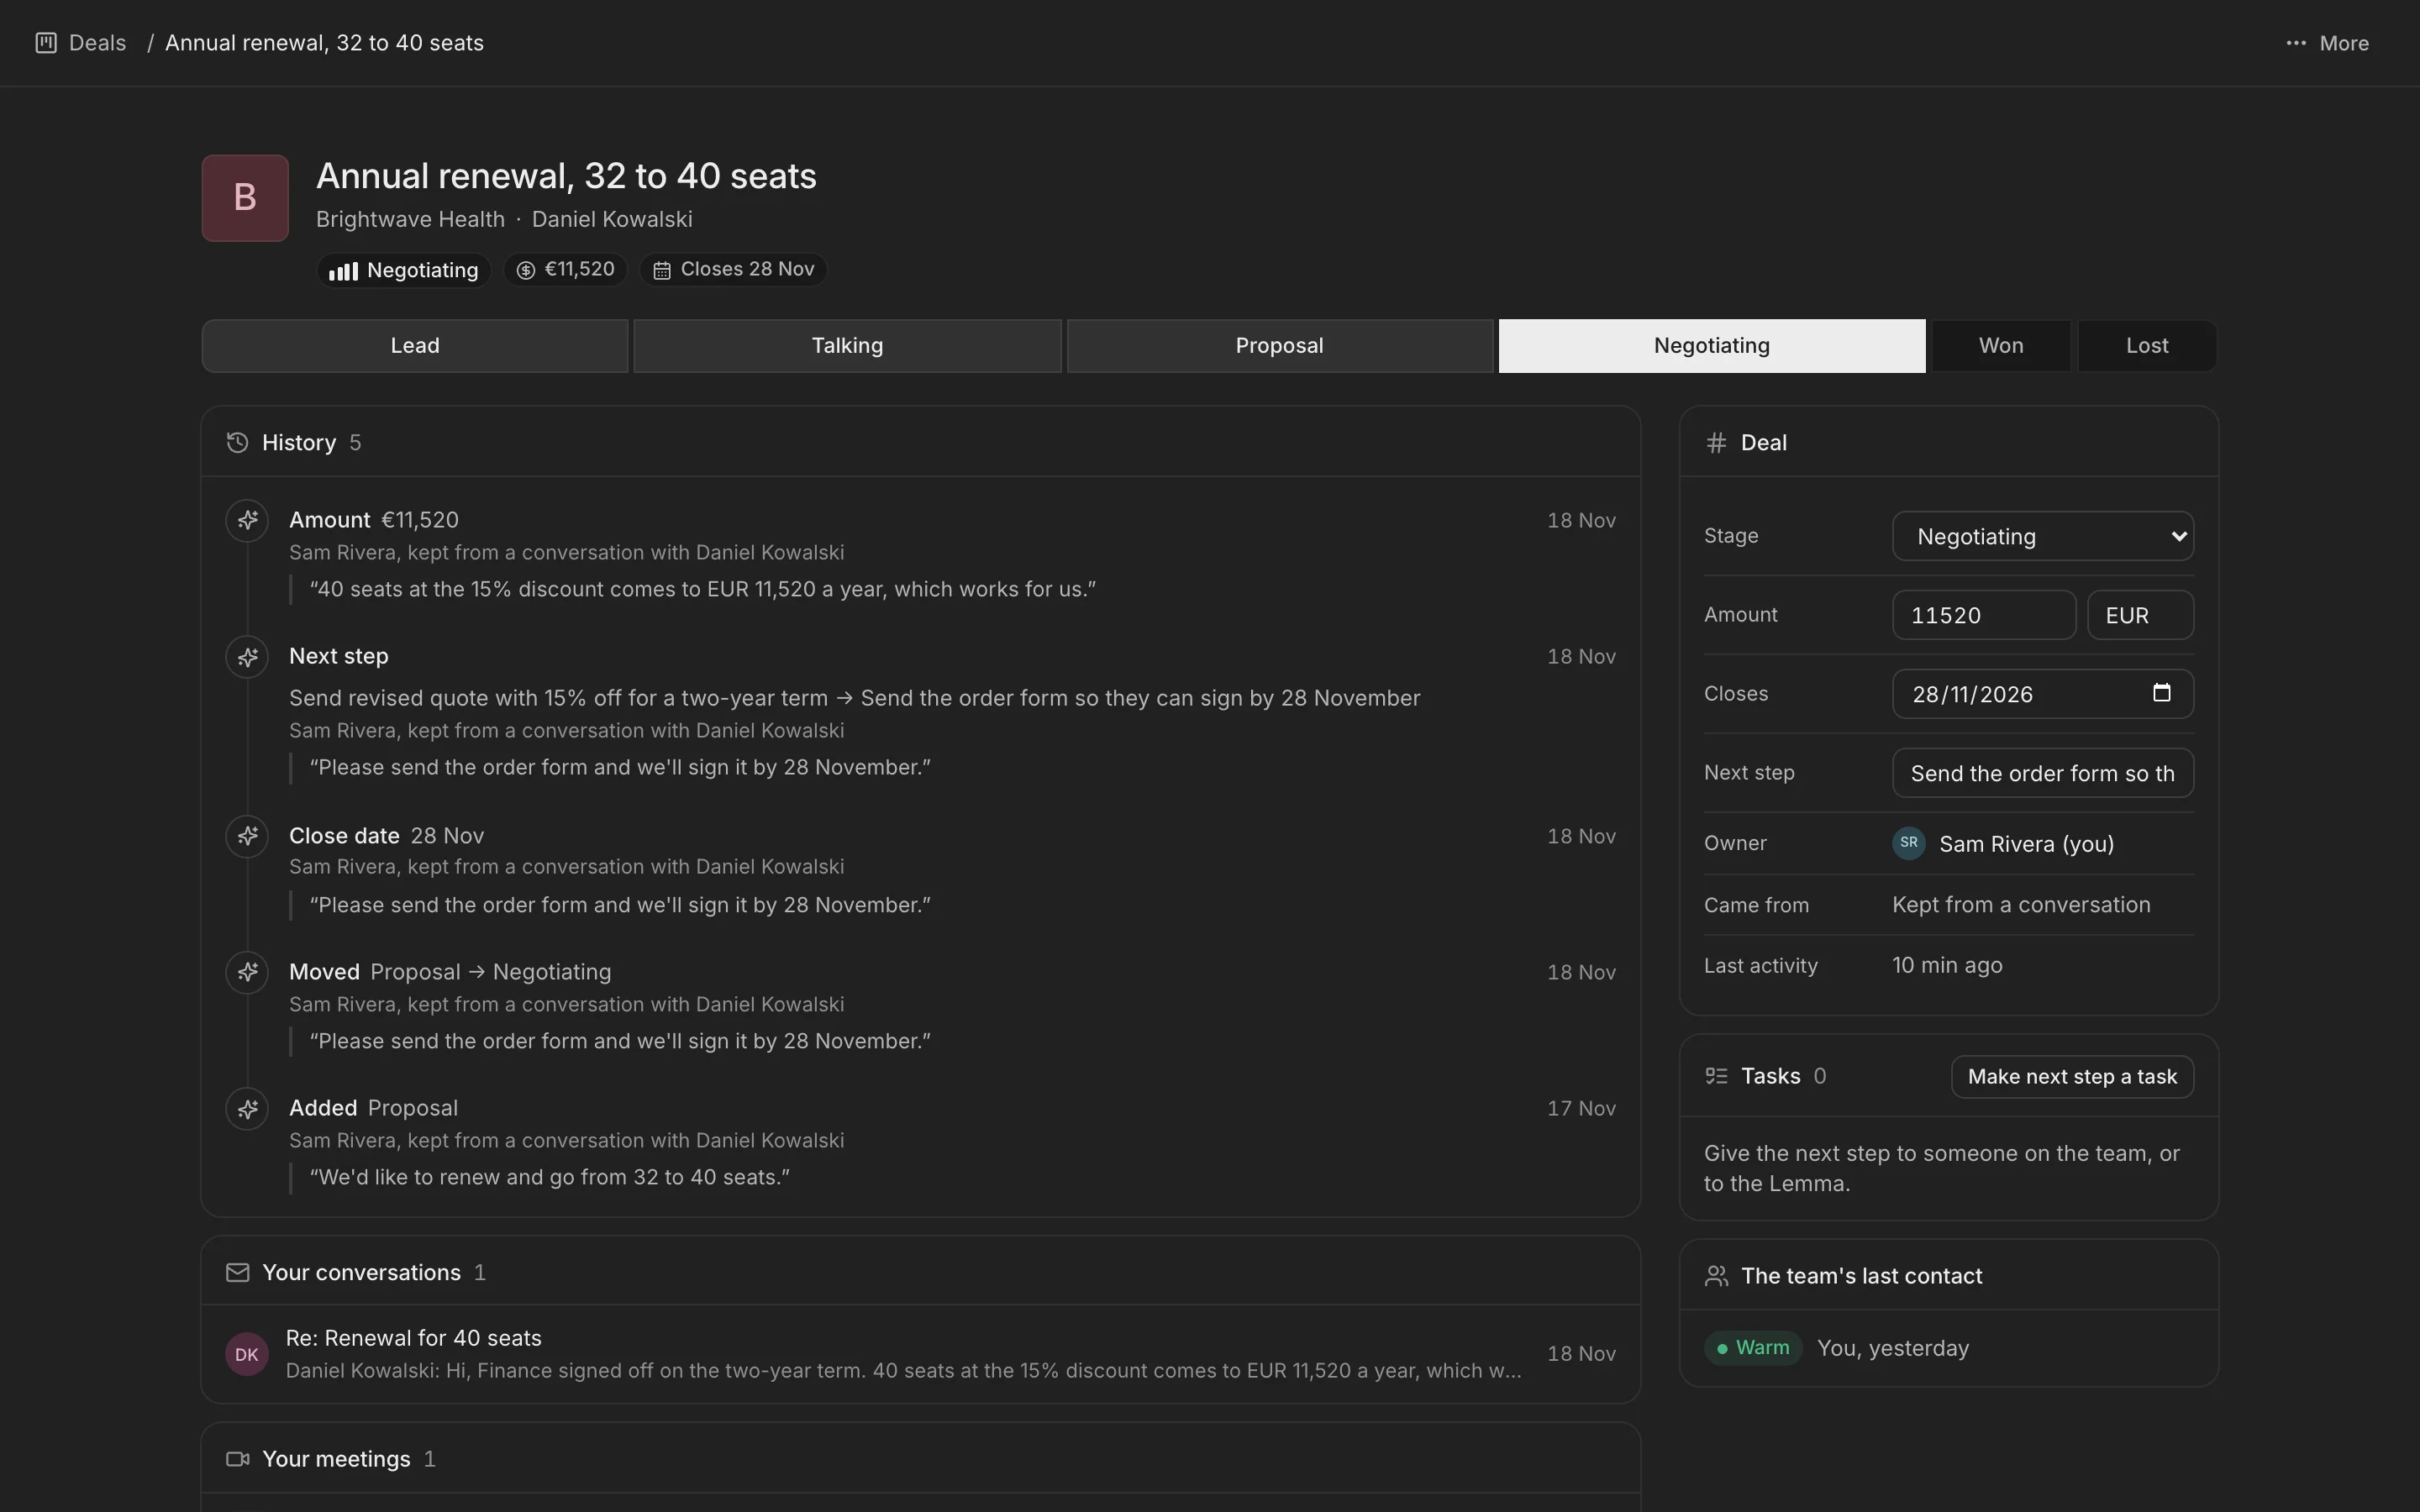 Deals / Annual renewal, 32 to 40 seats
More
B
Annual renewal, 32 to 40 seats
Brightwave Health · Daniel Kowalski
Negotiating
€11,520
Closes 28 Nov
Lead
Talking
Proposal
Negotiating
Won
Lost
History 5
Amount €11,520
18 Nov
Sam Rivera, kept from a conversation with Daniel Kowalski
“40 seats at the 15% discount comes to EUR 11,520 a year, which works for us.”
Next step
18 Nov
Send revised quote with 15% off for a two-year term → Send the order form so they can sign by 28 November
Sam Rivera, kept from a conversation with Daniel Kowalski
“Please send the order form and we'll sign it by 28 November.”
Close date 28 Nov
18 Nov
Sam Rivera, kept from a conversation with Daniel Kowalski
“Please send the order form and we'll sign it by 28 November.”
Moved Proposal → Negotiating
18 Nov
Sam Rivera, kept from a conversation with Daniel Kowalski
“Please send the order form and we'll sign it by 28 November.”
Added Proposal
17 Nov
Sam Rivera, kept from a conversation with Daniel Kowalski
“We'd like to renew and go from 32 to 40 seats.”
Your conversations 1
DK
Re: Renewal for 40 seats
Daniel Kowalski: Hi, Finance signed off on the two-year term. 40 seats at the 15% discount comes to EUR 11,520 a year, which w...
18 Nov
Your meetings 1
Deal
Stage
Negotiating
Amount
11520
EUR
Closes
28/11/2026
Next step
Send the order form so th
Owner
SR
Sam Rivera (you)
Came from
Kept from a conversation
Last activity
10 min ago
Tasks 0
Make next step a task
Give the next step to someone on the team, or
to the Lemma.
The team's last contact
Warm
You, yesterday